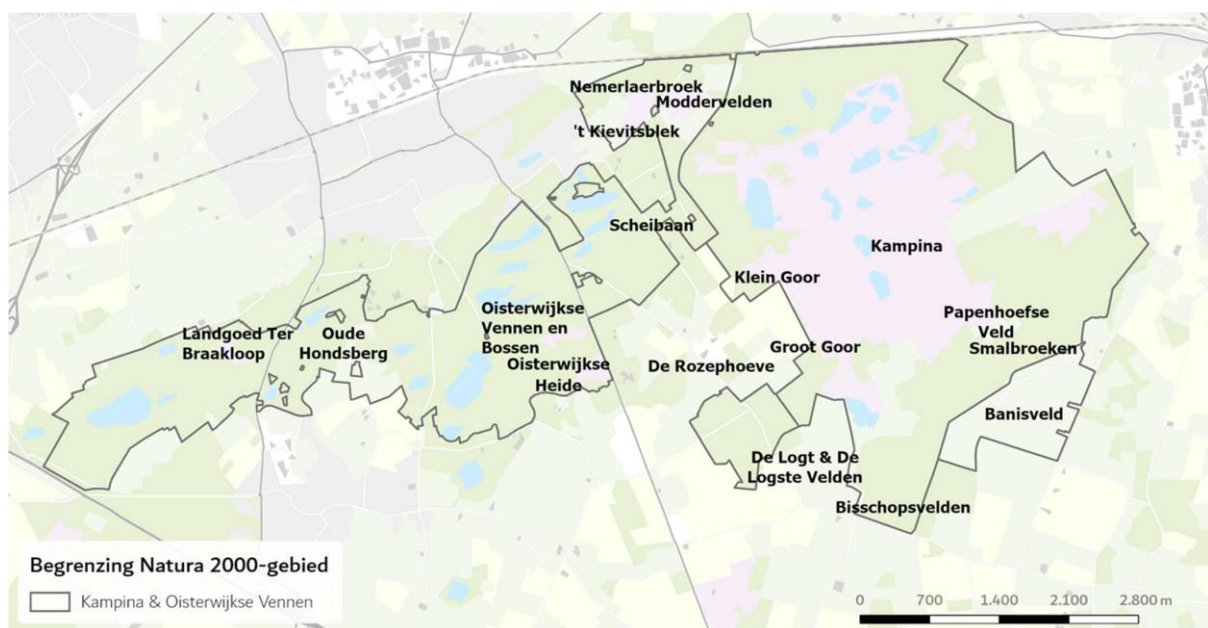 Nemerlaerbroek
Moddervelden
't Kievitsblek
Scheibaan
Kampina
Klein Goor
Oisterwijkse
Vennen en
Bossen
Papenhoefse
Veld
Landgoed Ter
Braakloop
Oude
Hondsberg
Groot Goor
Smalbroeken
Oisterwijkse
Heide
De Rozephoeve
Banisveld
De Logt & De
Logste Velden
Bisschopsvelden
Begrenzing Natura 2000-gebied
Kampina & Oisterwijkse Vennen
0 700 1.400 2.100 2.800 m